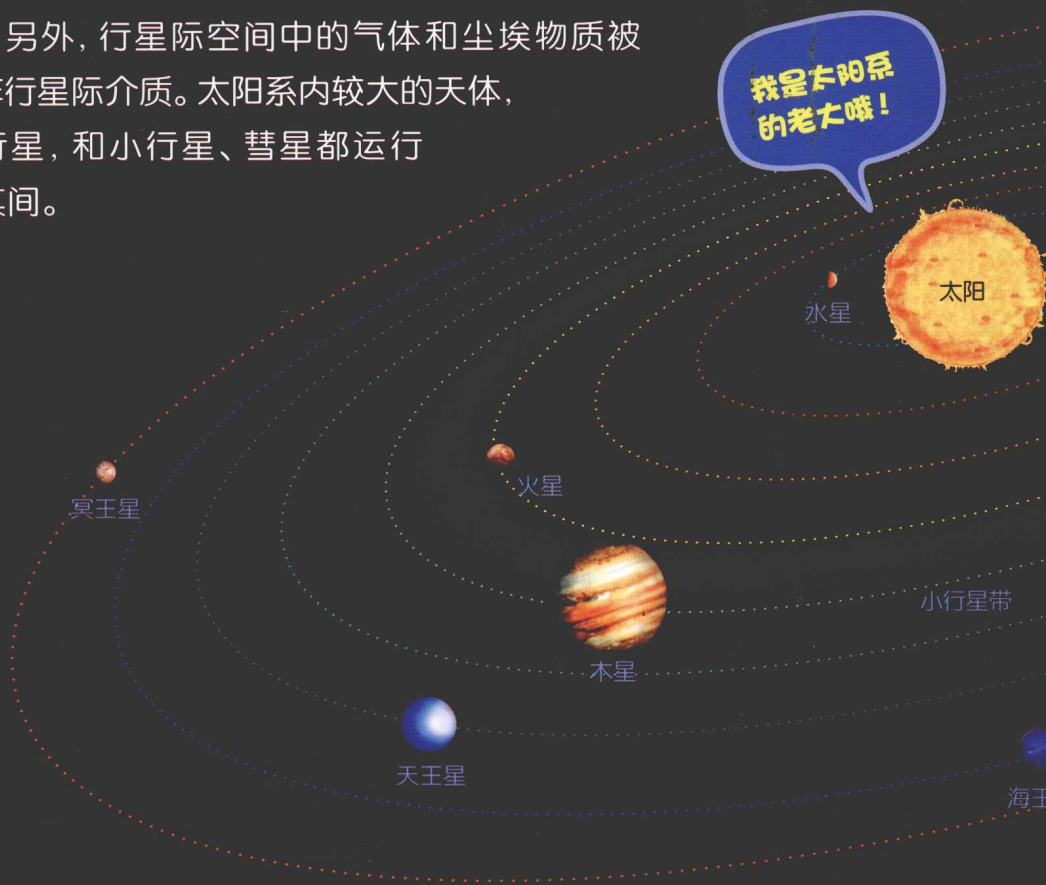 另外, 行星际空间中的气体和尘埃物质被
行星际介质。太阳系内较大的天体,
行星, 和小行星、彗星都运行
其间。
我是太阳系
的老大哦!
太阳
水星
火星
冥王星
小行星带
木星
天王星
海王